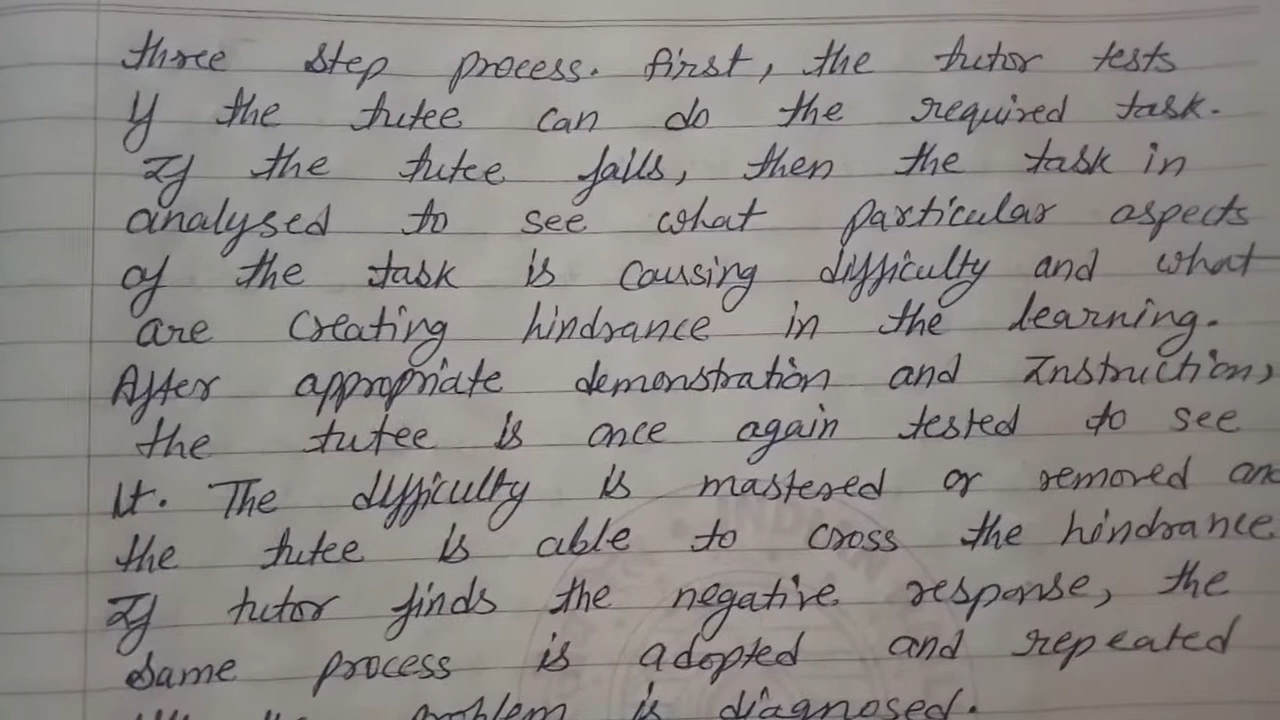 three step process. first, the tutor tests
If the tutee can do the required task.
If the tutee fails, then the task in
analysed to see what particular aspects
of the task is causing difficulty and what
are creating hindrance in the learning.
After appropriate demonstration and Instruction,
the tutee is once again tested to see
It. The difficulty is mastered or removed an
the tutee is able to cross the hindrance.
If tutor finds the negative response, the
same process is adopted and repeated
problem is diagnosed.
INDIAN